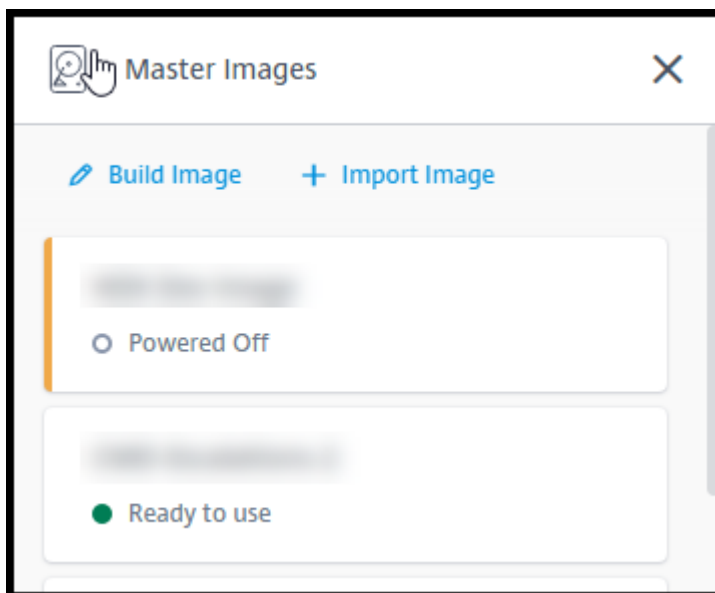 Master Images
Build Image
Import Image
Powered Off
Ready to use